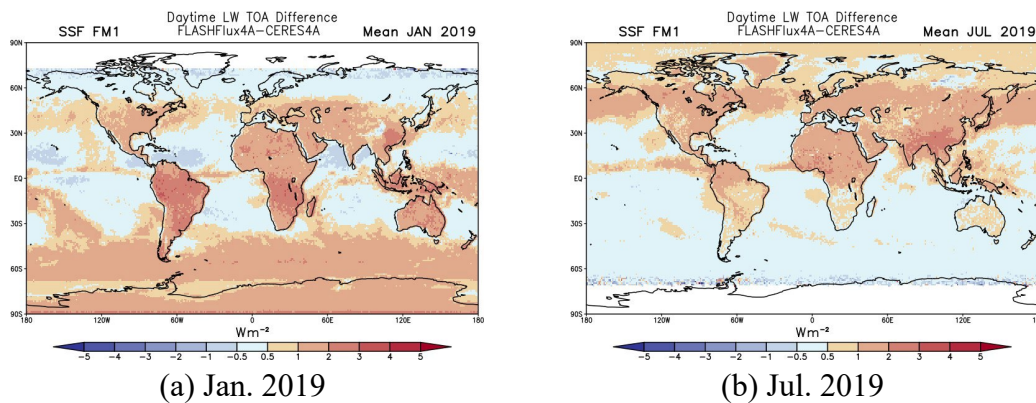 Daytime LW TOA Difference
SSF FM1 FLASHFlux4A-CERES4A Mean JAN 2019
90N
60N
30N
EQ
30S
60S
90S
180 120W 60W 0 60E 120E 180
Wm⁻²
-5 -4 -3 -2 -1 -0.5 0.5 1 2 3 4 5
(a) Jan. 2019
Daytime LW TOA Difference
SSF FM1 FLASHFlux4A-CERES4A Mean JUL 2019
90N
60N
30N
EQ
30S
60S
90S
180 120W 60W 0 60E 120E 180
Wm⁻²
-5 -4 -3 -2 -1 -0.5 0.5 1 2 3 4 5
(b) Jul. 2019